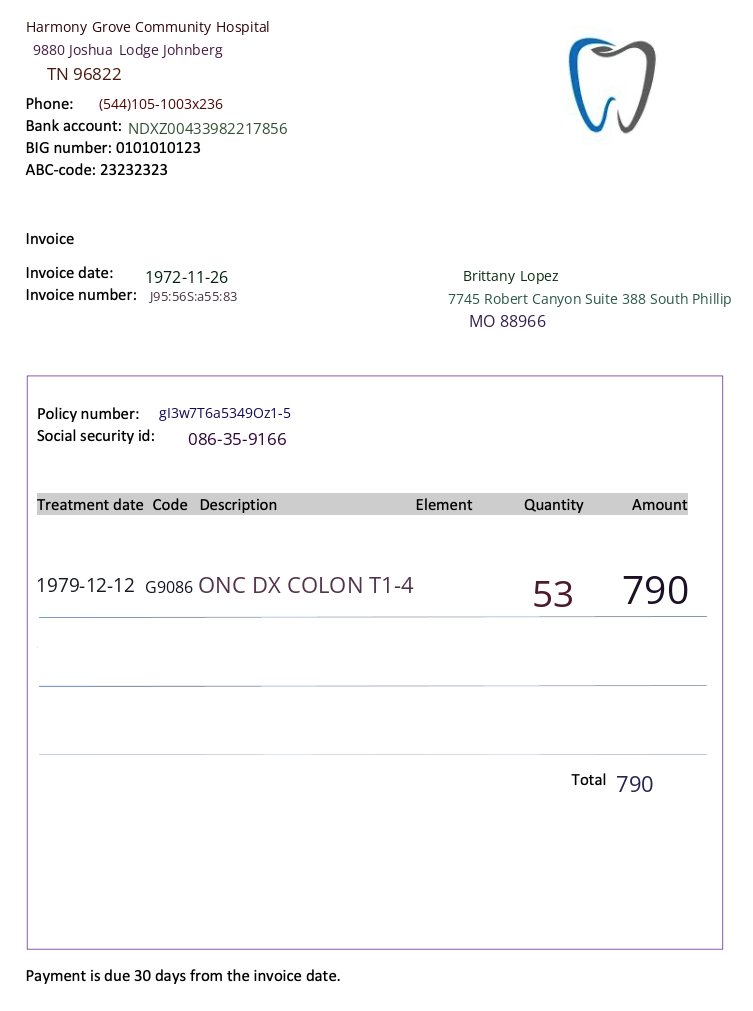 Harmony Grove Community Hospital
9880 Joshua Lodge Johnberg
TN 96822
Phone: (544)105-1003x236
Bank account: NDXZ00433982217856
BIG number: 0101010123
ABC-code: 23232323
Invoice
Invoice date: 1972-11-26
Invoice number: J95:56S:a55:83
Brittany Lopez
7745 Robert Canyon Suite 388 South Phillip
MO 88966
Policy number: gI3w7T6a5349Oz1-5
Social security id: 086-35-9166
Treatment date Code Description Element Quantity Amount
1979-12-12 G9086 ONC DX COLON T1-4 53 790
Total 790
Payment is due 30 days from the invoice date.